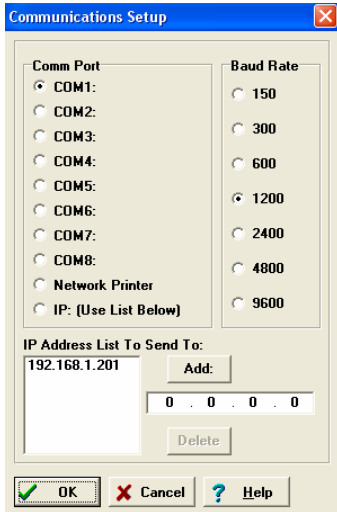 Communications Setup
Comm Port
COM1:
COM2:
COM3:
COM4:
COM5:
COM6:
COM7:
COM8:
Network Printer
IP: (Use List Below)
Baud Rate
150
300
600
1200
2400
4800
9600
IP Address List To Send To:
192.168.1.201
Add:
0 . 0 . 0 . 0
Delete
OK
Cancel
? Help